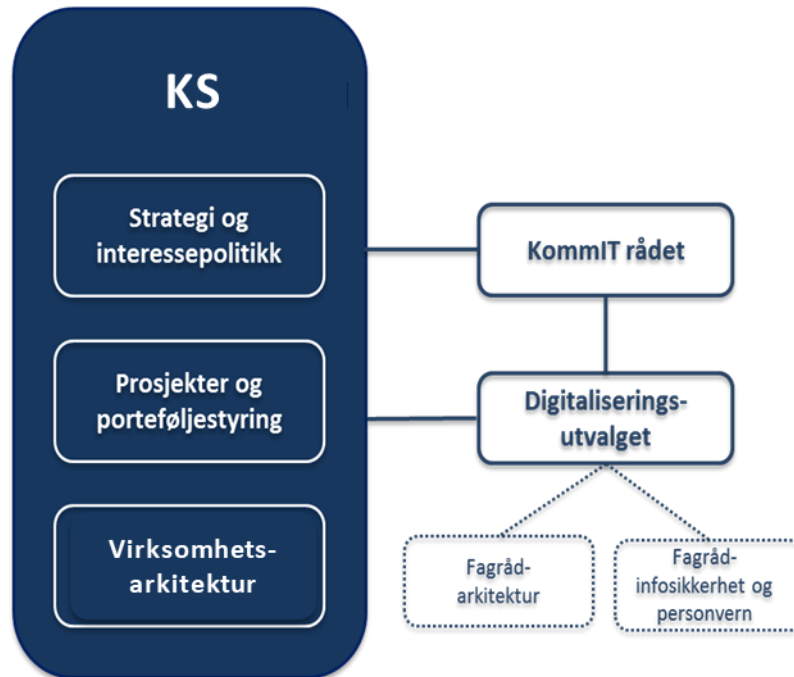 KS
Strategi og
interessepolitikk
Prosjekter og
porteføljestyring
Virksomhets-
arkitektur
KommIT rådet
Digitaliserings-
utvalget
Fagråd-
arkitektur
Fagråd-
infosikkerhet og
personvern